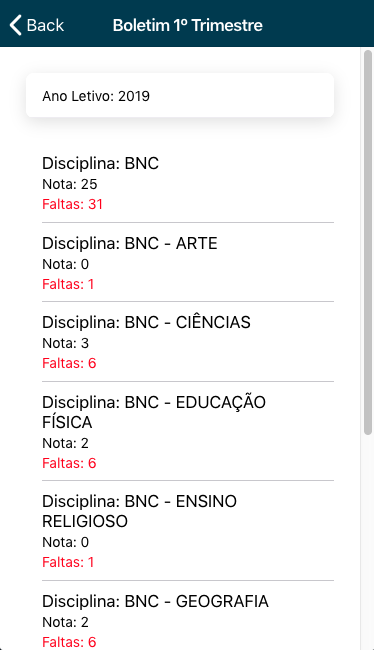 Back
Boletim 1º Trimestre
Ano Letivo: 2019
Disciplina: BNC
Nota: 25
Faltas: 31
Disciplina: BNC - ARTE
Nota: 0
Faltas: 1
Disciplina: BNC - CIÊNCIAS
Nota: 3
Faltas: 6
Disciplina: BNC - EDUCAÇÃO
FÍSICA
Nota: 2
Faltas: 6
Disciplina: BNC - ENSINO
RELIGIOSO
Nota: 0
Faltas: 1
Disciplina: BNC - GEOGRAFIA
Nota: 2
Faltas: 6